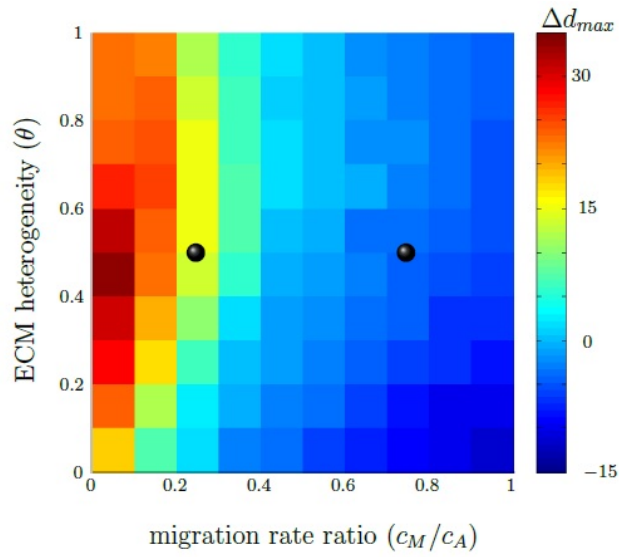 Δd_max
1
0.8
0.6
0.4
0.2
0
ECM heterogeneity (θ)
0 0.2 0.4 0.6 0.8 1
migration rate ratio (c_M/c_A)
30
15
0
−15